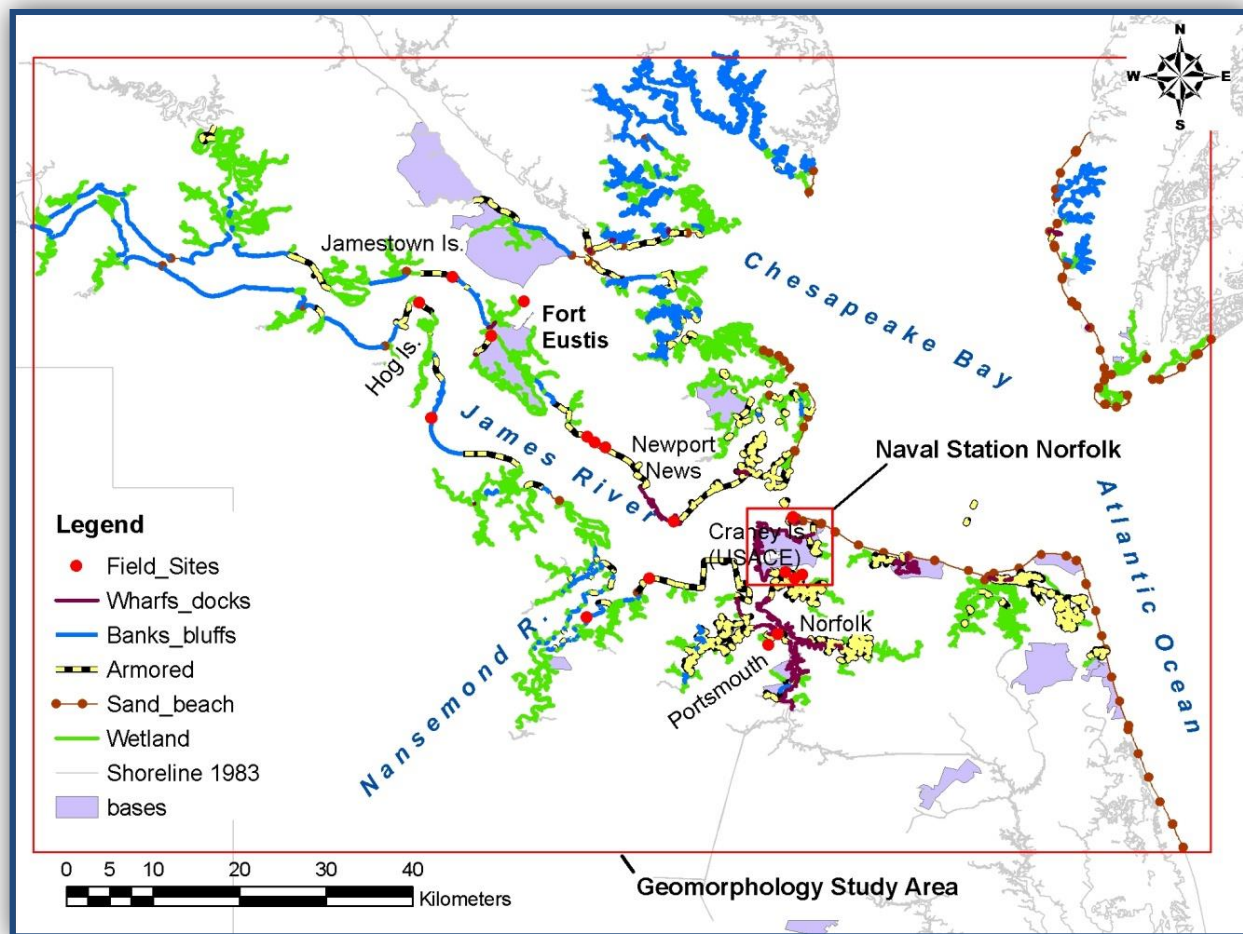 N
W E
S
Jamestown Is.
Chesapeake Bay
Fort
Eustis
Hog Is.
James River
Newport
News
Naval Station Norfolk
Atlantic Ocean
Craney Is.
(USACE)
Norfolk
Portsmouth
Nansemond R.
Legend
Field_Sites
Wharfs_docks
Banks_bluffs
Armored
Sand_beach
Wetland
Shoreline 1983
bases
0 5 10 20 30 40
Kilometers
Geomorphology Study Area